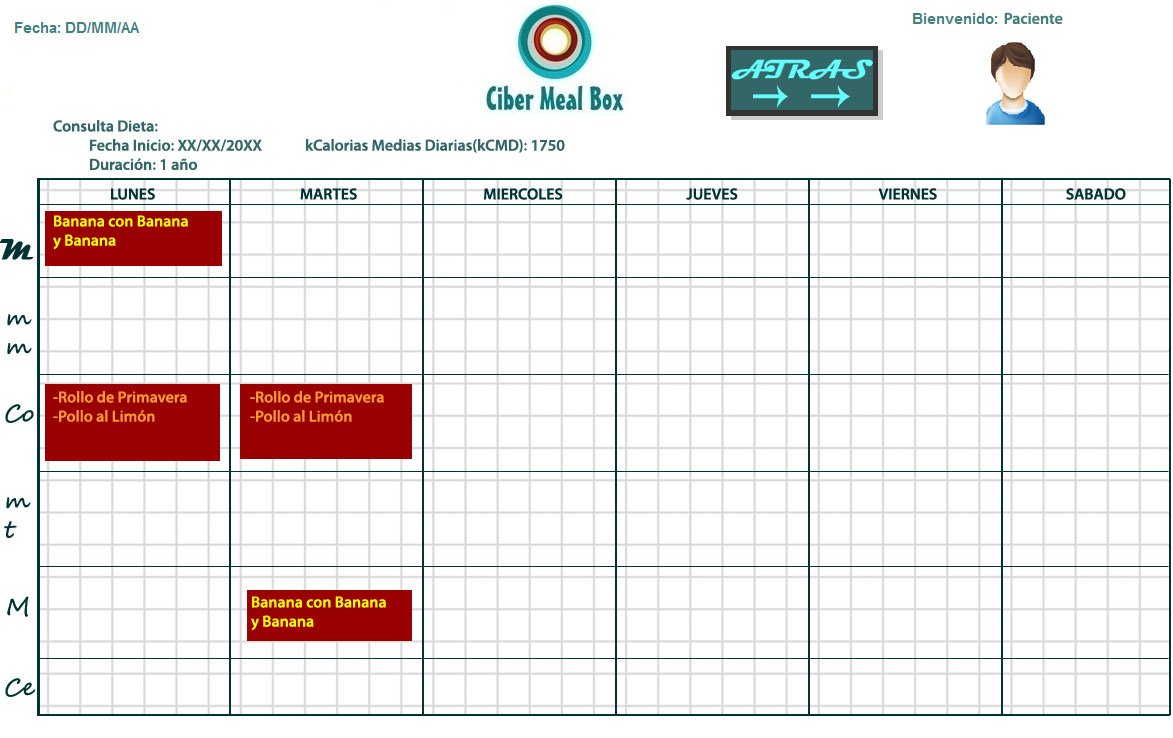 Fecha: DD/MM/AA
Ciber Meal Box
ATRAS
Bienvenido: Paciente
Consulta Dieta:
Fecha Inicio: XX/XX/20XX kCalorias Medias Diarias(kCMD): 1750
Duración: 1 año
LUNES MARTES MIERCOLES JUEVES VIERNES SABADO
M
Banana con Banana
y Banana
m
m
Co
-Rollo de Primavera
-Pollo al Limón
-Rollo de Primavera
-Pollo al Limón
m
t
M
Banana con Banana
y Banana
Ce